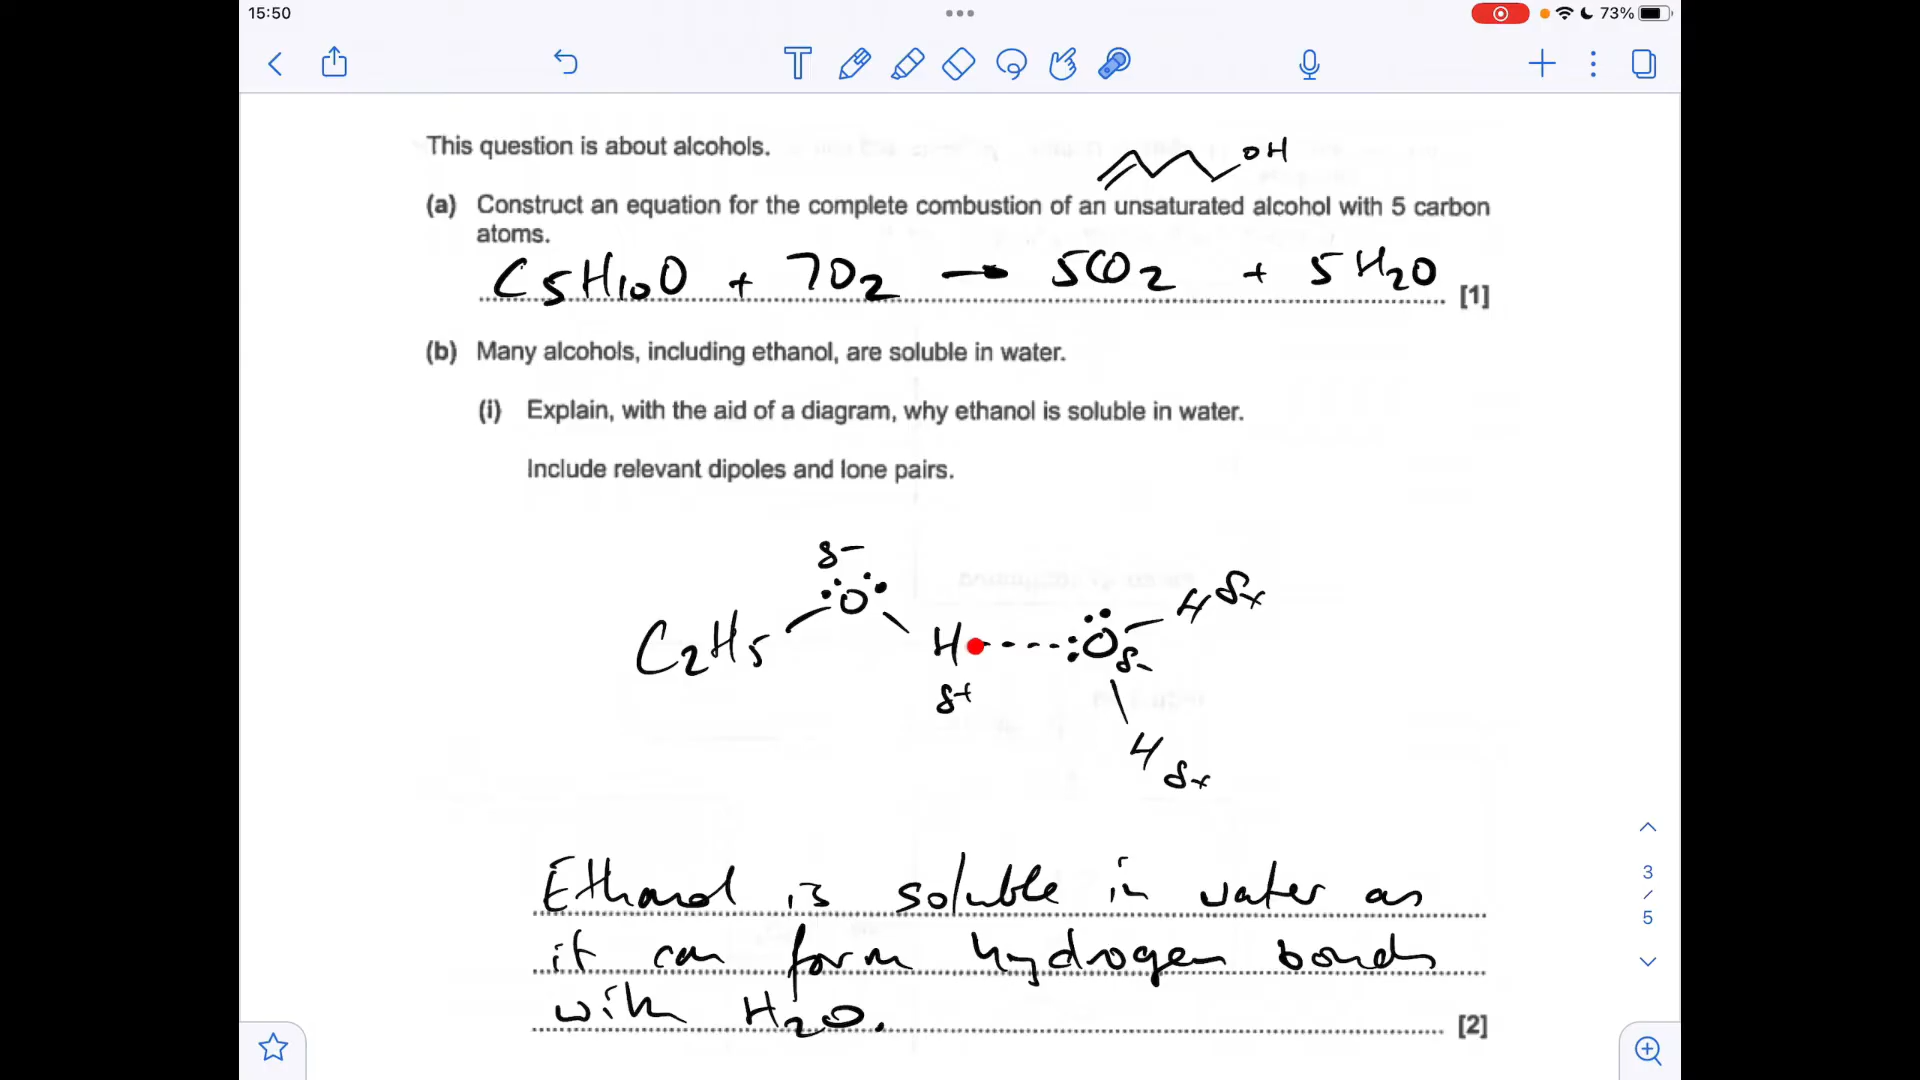 15:50
73%
This question is about alcohols.
OH
(a) Construct an equation for the complete combustion of an unsaturated alcohol with 5 carbon
atoms.
C5H10O + 7O2 → 5CO2 + 5H2O
[1]
(b) Many alcohols, including ethanol, are soluble in water.
(i) Explain, with the aid of a diagram, why ethanol is soluble in water.
Include relevant dipoles and lone pairs.
δ-
O
H δ+
C2H5 H O
δ-
δ+
H
δ+
Ethanol is soluble in water as
it can form hydrogen bonds
with H2O.
[2]
3
/
5